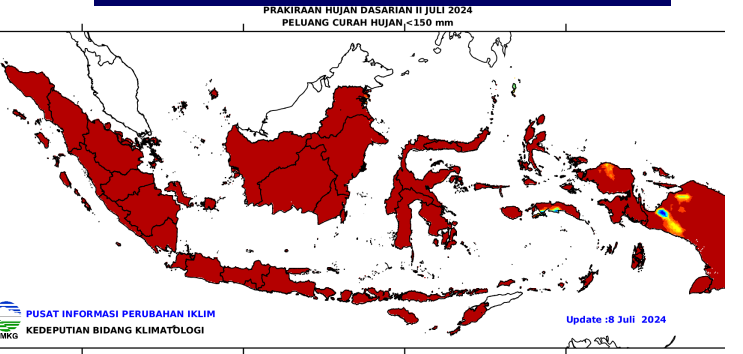 PRAKIRAAN HUJAN DASARIAN II JULI 2024
PELUANG CURAH HUJAN <150 mm
PUSAT INFORMASI PERUBAHAN IKLIM
KEDEPUTIAN BIDANG KLIMATOLOGI
MKG
Update :8 Juli 2024